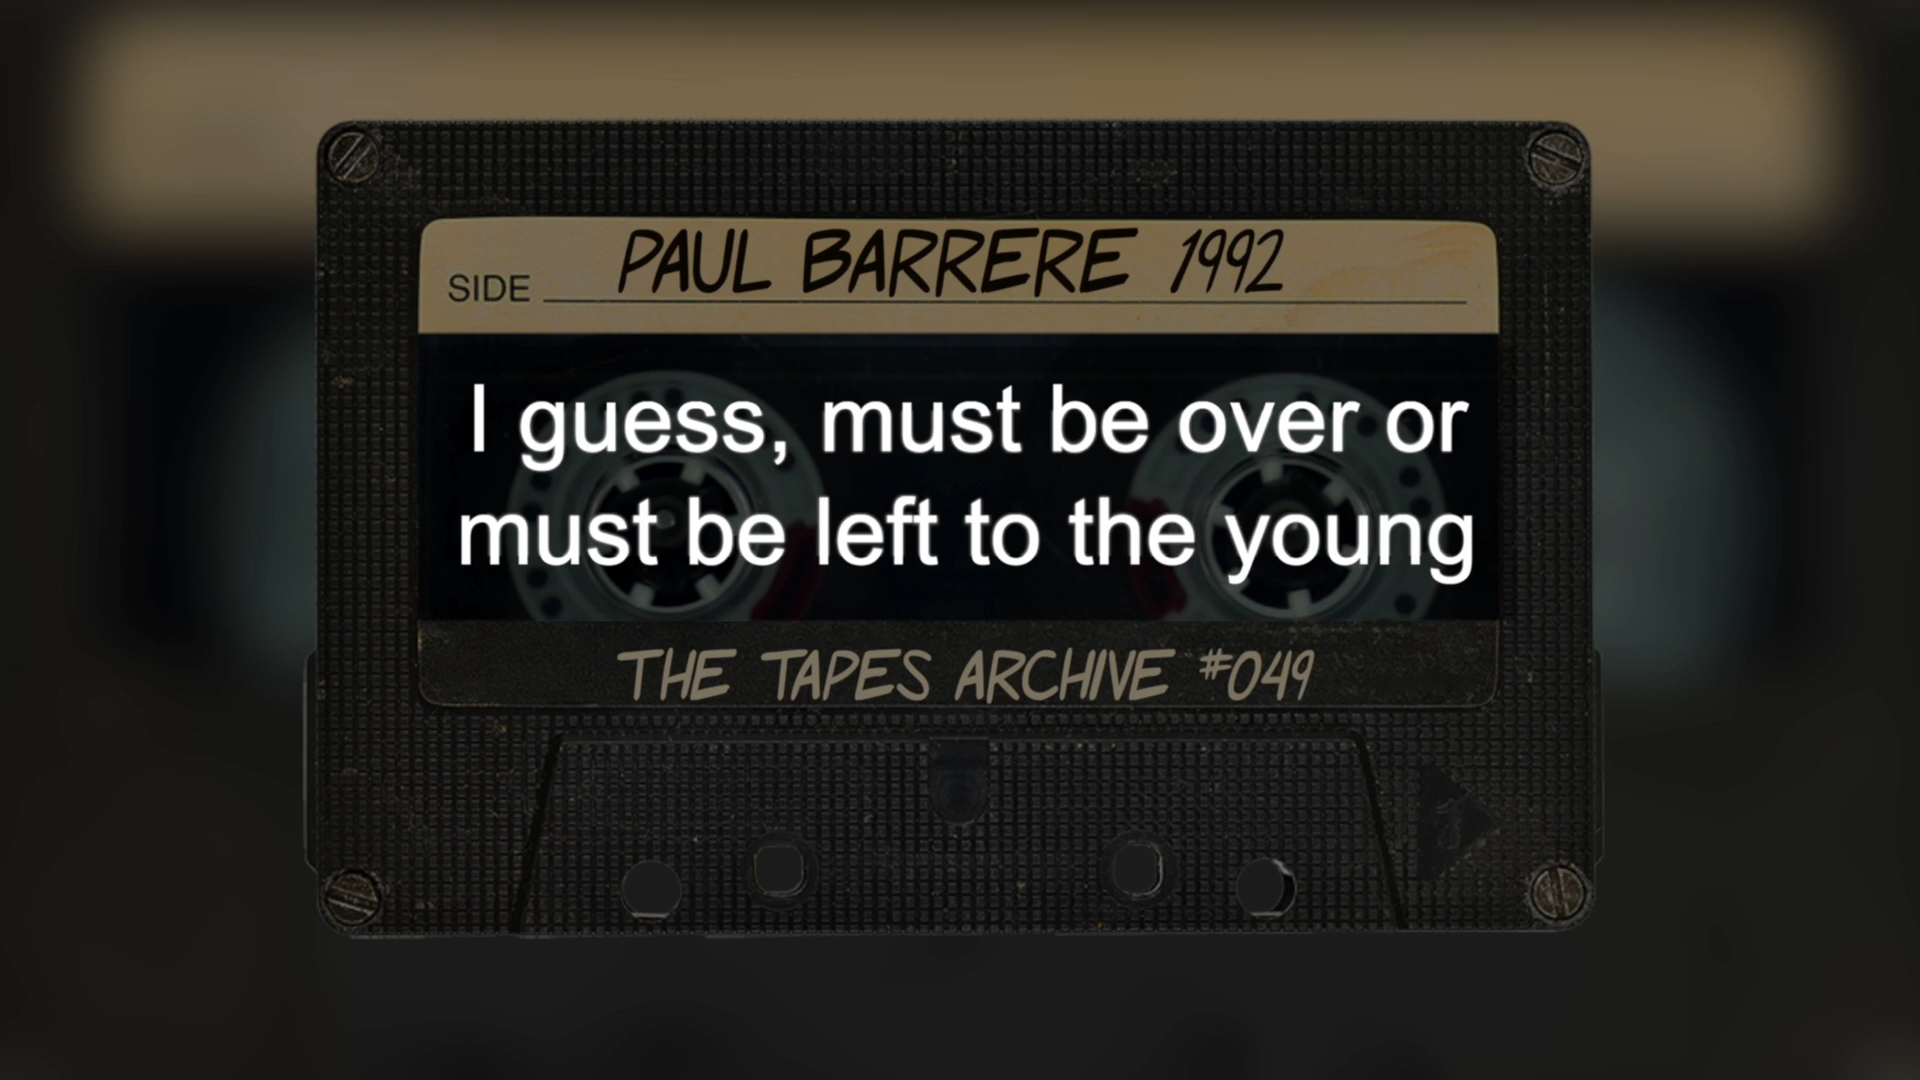 PAUL BARRERE 1992
SIDE
I guess, must be over or
must be left to the young
THE TAPES ARCHIVE #049